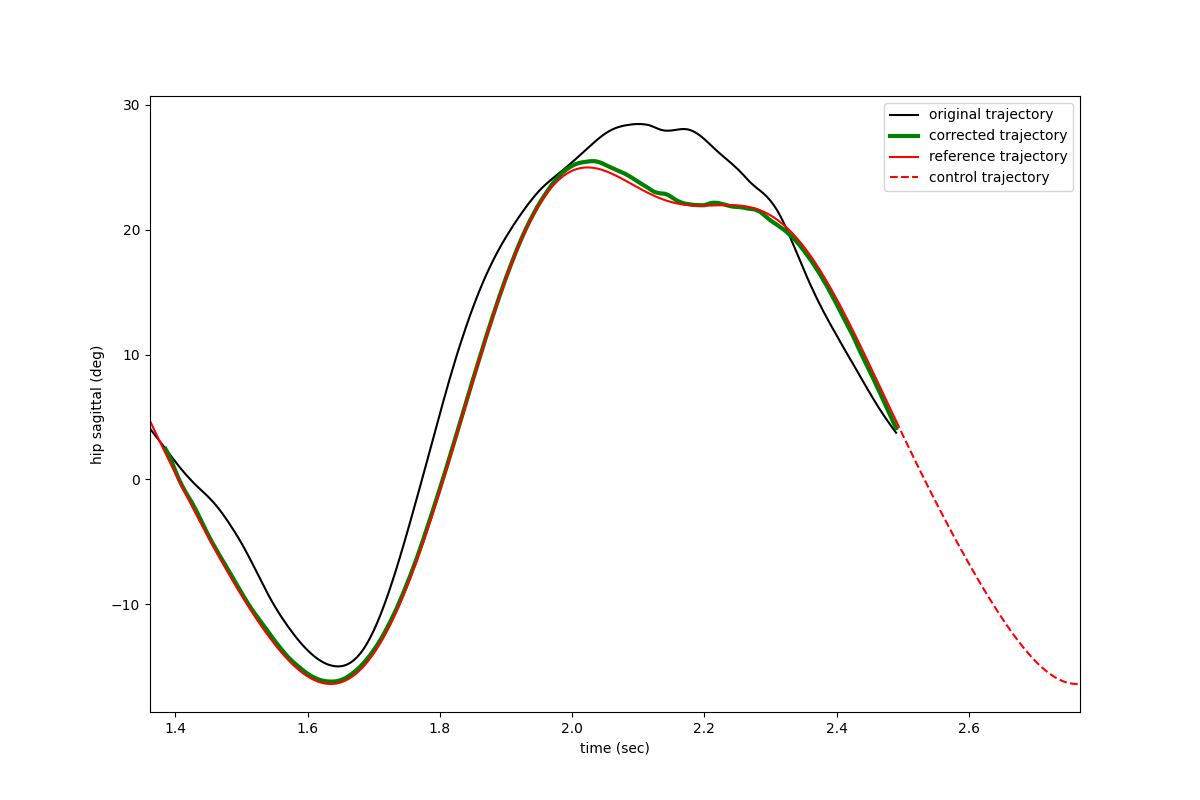 30
20
10
0
−10
hip sagittal (deg)
original trajectory
corrected trajectory
reference trajectory
control trajectory
1.4 1.6 1.8 2.0 2.2 2.4 2.6
time (sec)